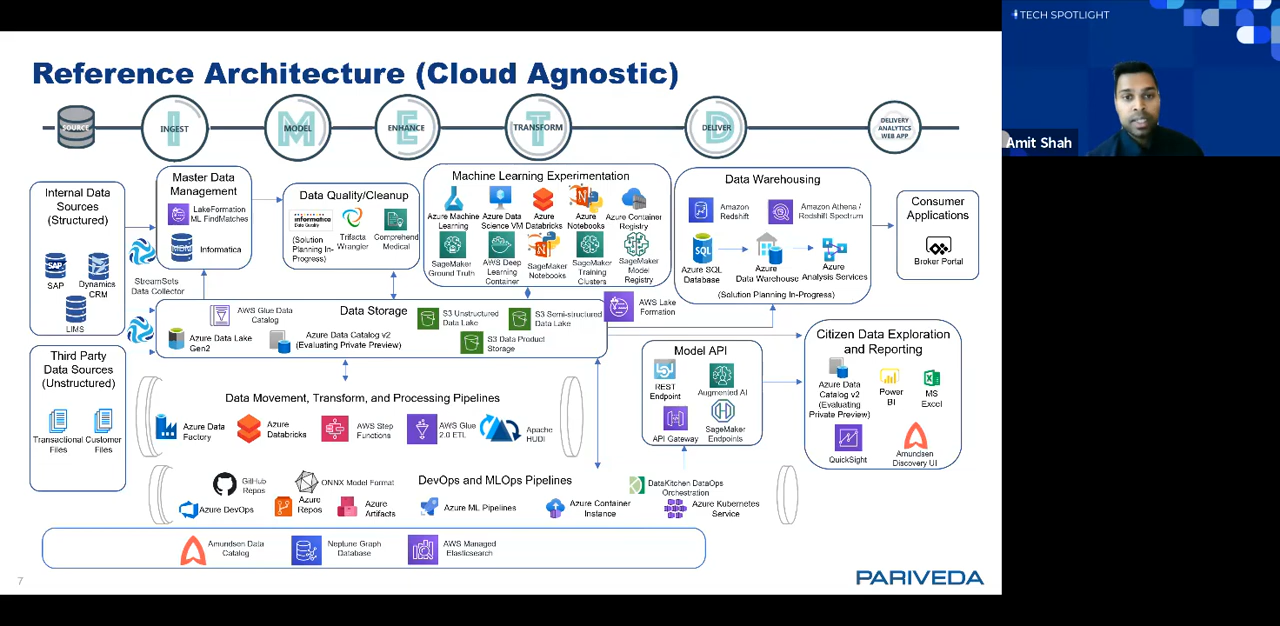 TECH SPOTLIGHT
Amit Shah
Reference Architecture (Cloud Agnostic)
SOURCE
INGEST
MODEL
ENHANCE
TRANSFORM
DELIVER
DELIVERY
ANALYTICS
WEB APP
Internal Data
Sources
(Structured)
SAP
SAP
Dynamics
CRM
LIMS
Third Party
Data Sources
(Unstructured)
Transactional
Files
Customer
Files
StreamSets
Data Collector
Master Data
Management
LakeFormation
ML FindMatches
MDM
Informatica
Data Quality/Cleanup
informatica
Data Quality
(Solution
Planning In-
Progress)
Trifacta
Wrangler
Comprehend
Medical
Machine Learning Experimentation
Azure Machine
Learning
Azure Data
Science VM
Azure
Databricks
Azure
Notebooks
Azure Container
Registry
SageMaker
Ground Truth
AWS Deep
Learning
Container
SageMaker
Notebooks
SageMaker
Training
Clusters
SageMaker
Model
Registry
Data Warehousing
Amazon
Redshift
Amazon Athena /
Redshift Spectrum
SQL
Azure SQL
Database
Azure
Data Warehouse
Azure
Analysis Services
(Solution Planning In-Progress)
Consumer
Applications
Broker Portal
Data Storage
AWS Glue Data
Catalog
Azure Data Lake
Gen2
Azure Data Catalog v2
(Evaluating Private Preview)
S3 Unstructured
Data Lake
S3 Semi-structured
Data Lake
S3 Data Product
Storage
AWS Lake
Formation
Model API
REST
Endpoint
Augmented AI
API Gateway
SageMaker
Endpoints
Citizen Data Exploration
and Reporting
Azure Data
Catalog v2
(Evaluating
Private Preview)
Power
BI
MS
Excel
QuickSight
Amundsen
Discovery UI
Data Movement, Transform, and Processing Pipelines
Azure Data
Factory
Azure
Databricks
AWS Step
Functions
AWS Glue
2.0 ETL
Apache
HUDI
DevOps and MLOps Pipelines
GitHub
Repos
ONNX Model Format
DataKitchen DataOps
Orchestration
Azure DevOps
Azure
Repos
Azure
Artifacts
Azure ML Pipelines
Azure Container
Instance
Azure Kubernetes
Service
Amundsen Data
Catalog
Neptune Graph
Database
AWS Managed
Elasticsearch
7
PARIVEDA